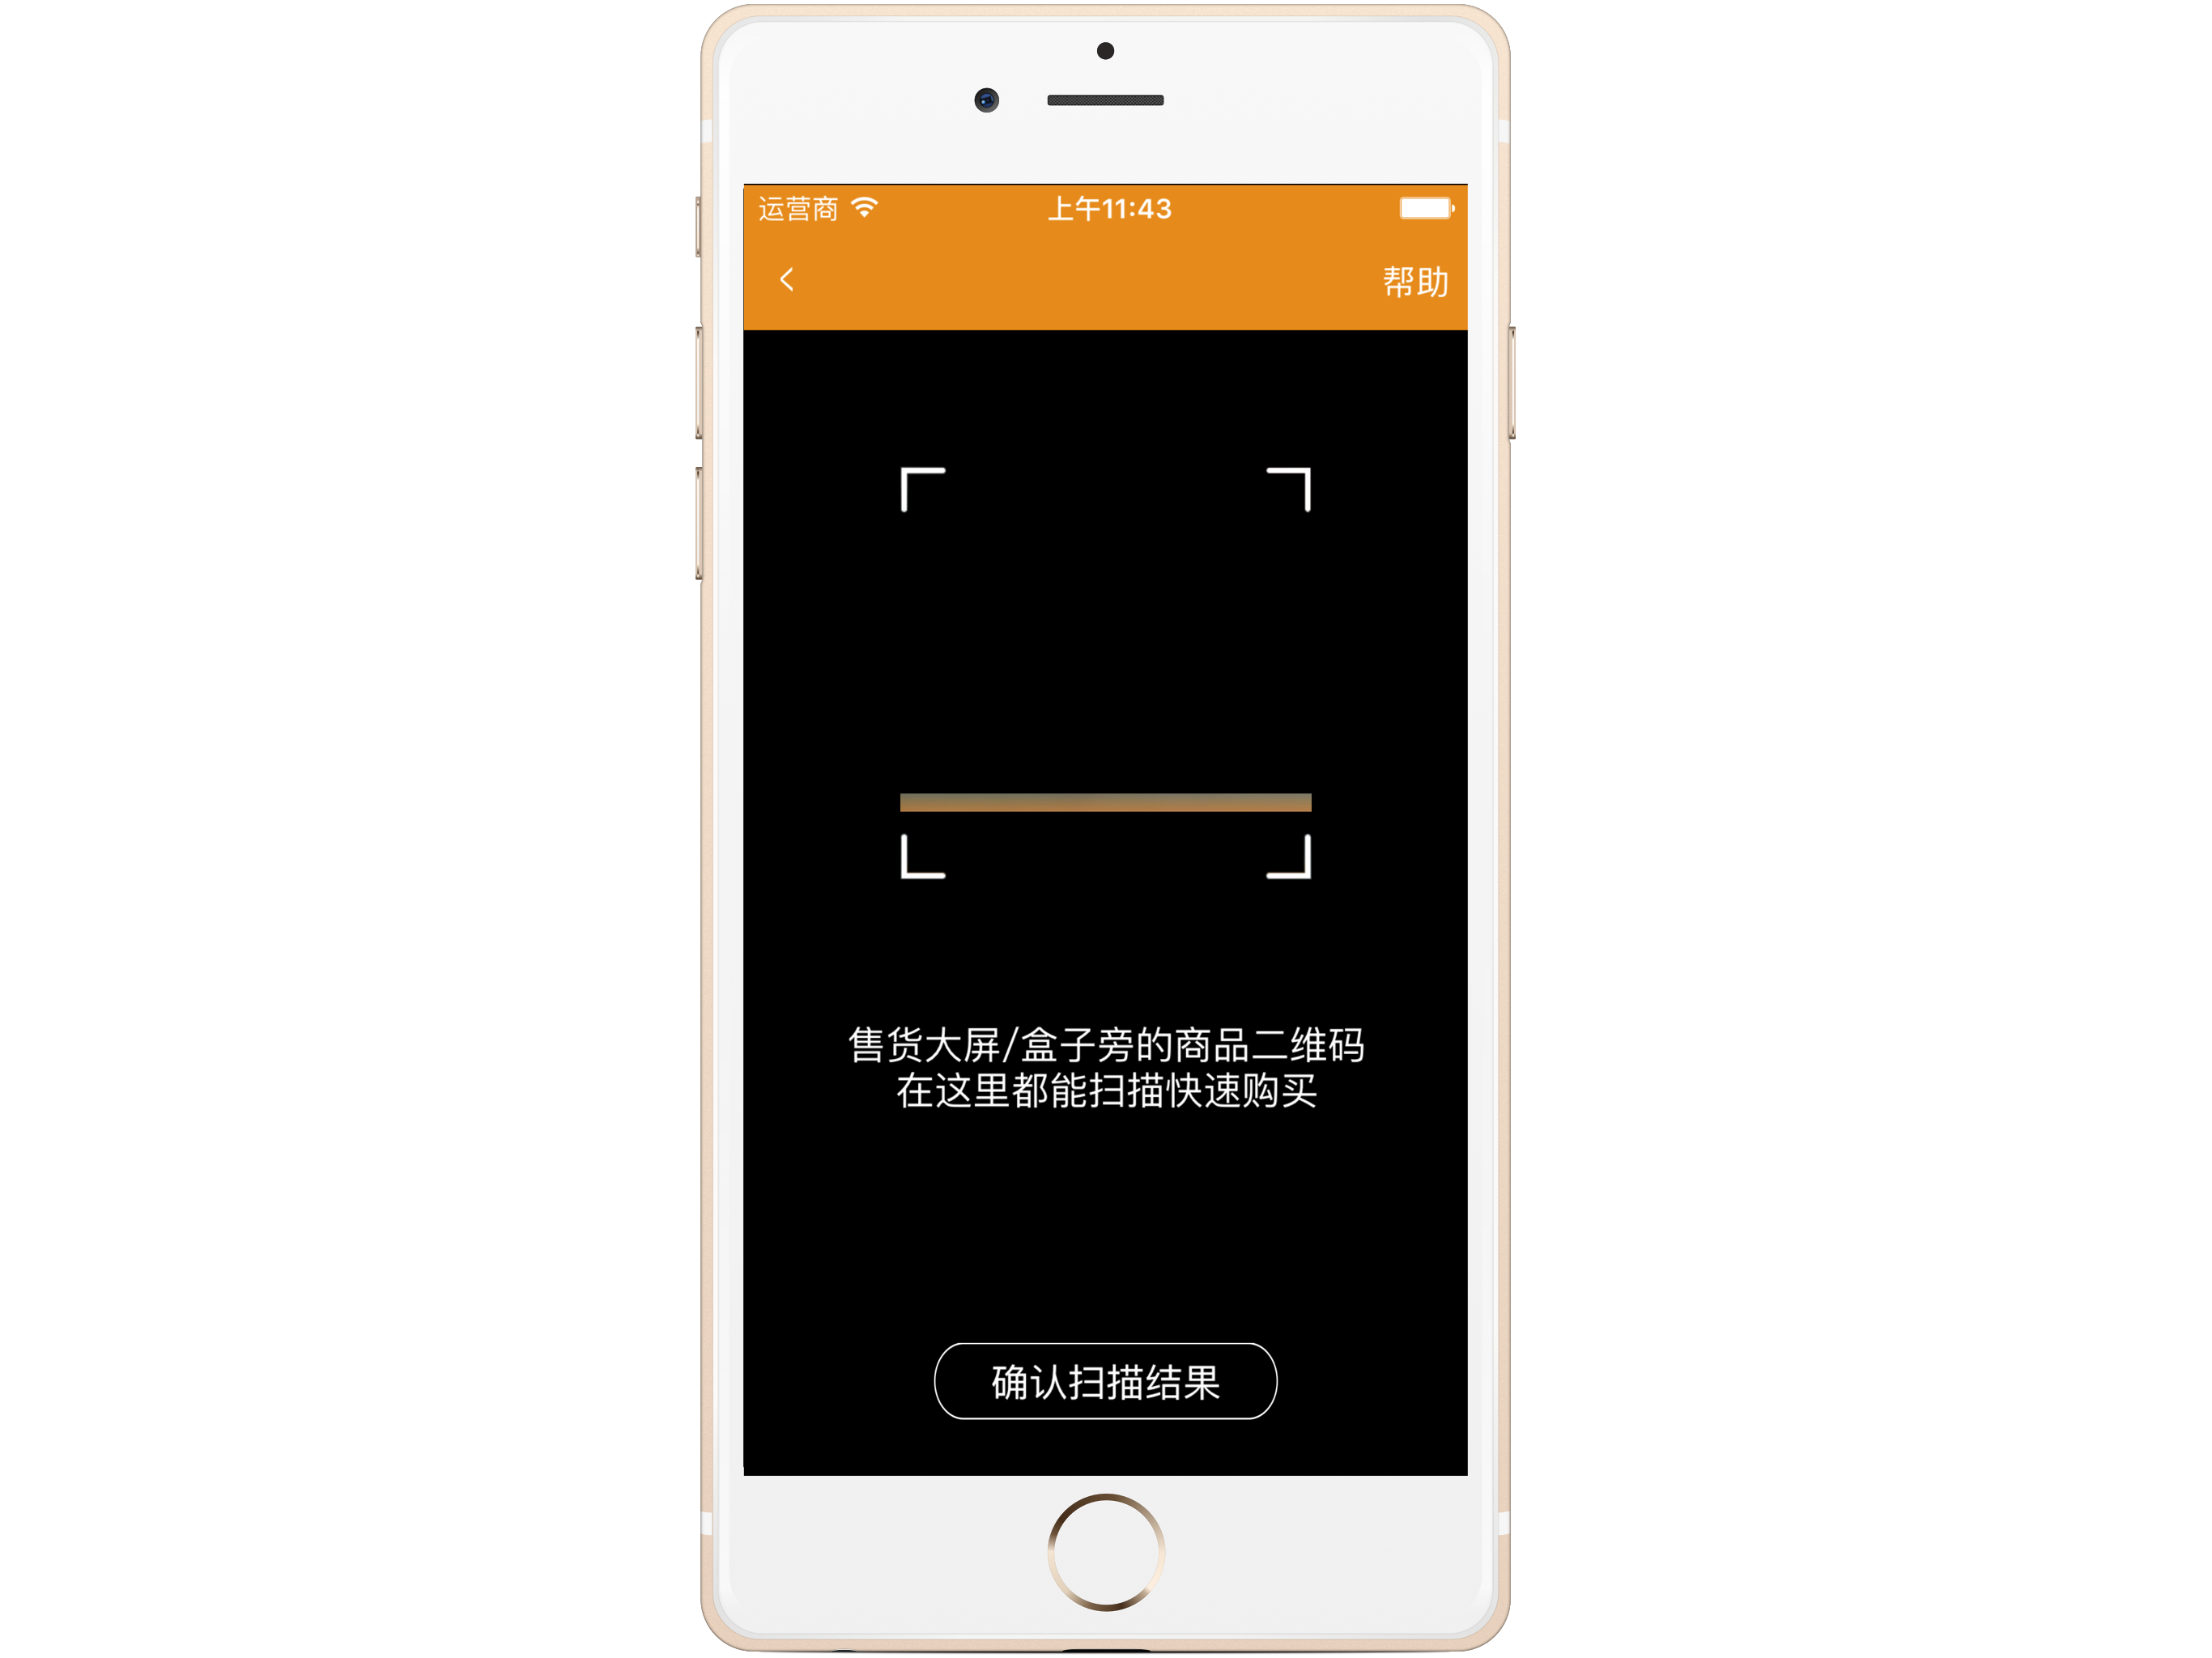 运营商
上午11:43
帮助
售货大屏/盒子旁的商品二维码
在这里都能扫描快速购买
确认扫描结果